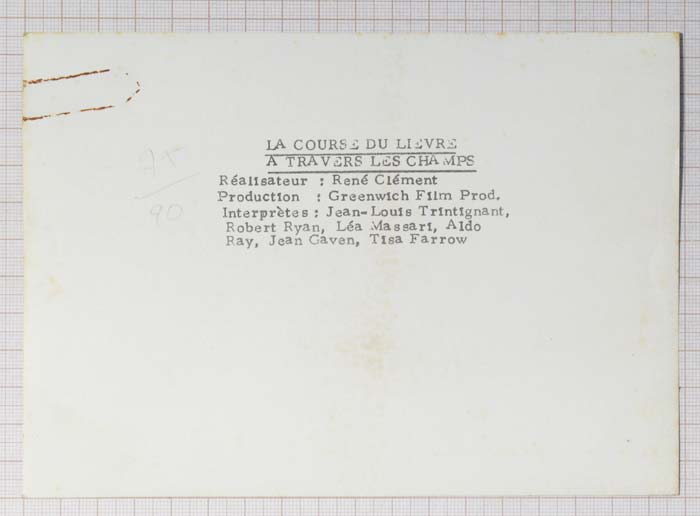 LA COURSE DU LIEVRE
A TRAVERS LES CHAMPS
Réalisateur : René Clément
Production : Greenwich Film Prod.
Interprètes : Jean-Louis Trintignant,
Robert Ryan, Léa Massari, Aldo
Ray, Jean Gaven, Tisa Farrow
90